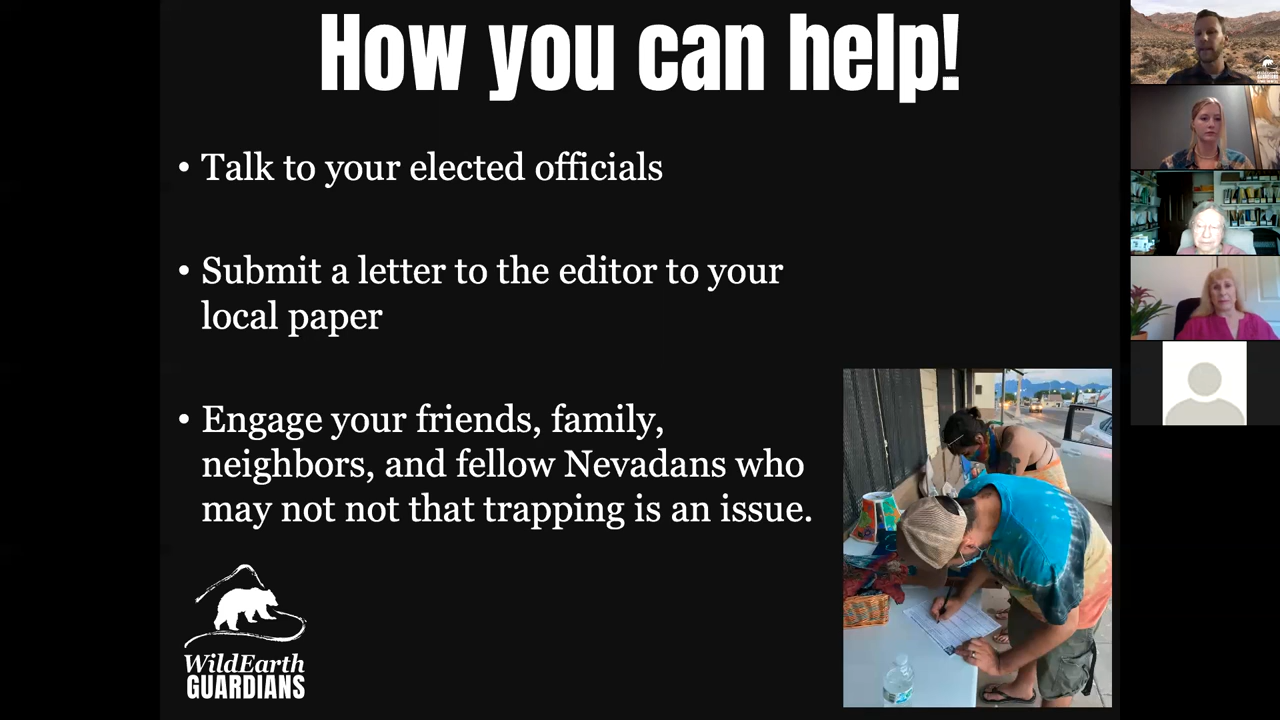 How you can help!
• Talk to your elected officials
• Submit a letter to the editor to your
local paper
• Engage your friends, family,
neighbors, and fellow Nevadans who
may not not that trapping is an issue.
WildEarth
GUARDIANS